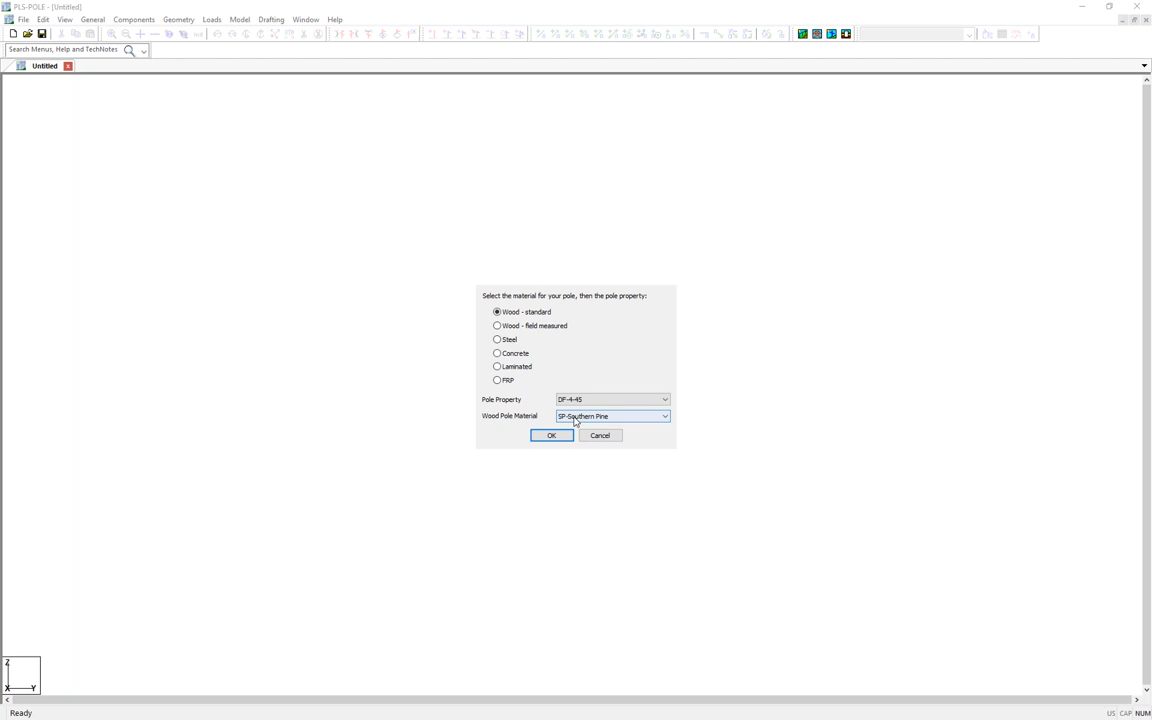 PLS-POLE - [Untitled]
File Edit View General Components Geometry Loads Model Drafting Window Help
Search Menus, Help and TechNotes
Untitled
Select the material for your pole, then the pole property:
Wood - standard
Wood - field measured
Steel
Concrete
Laminated
FRP
Pole Property DF-4-45
Wood Pole Material SP-Southern Pine
OK Cancel
Z
X Y
Ready US CAP NUM